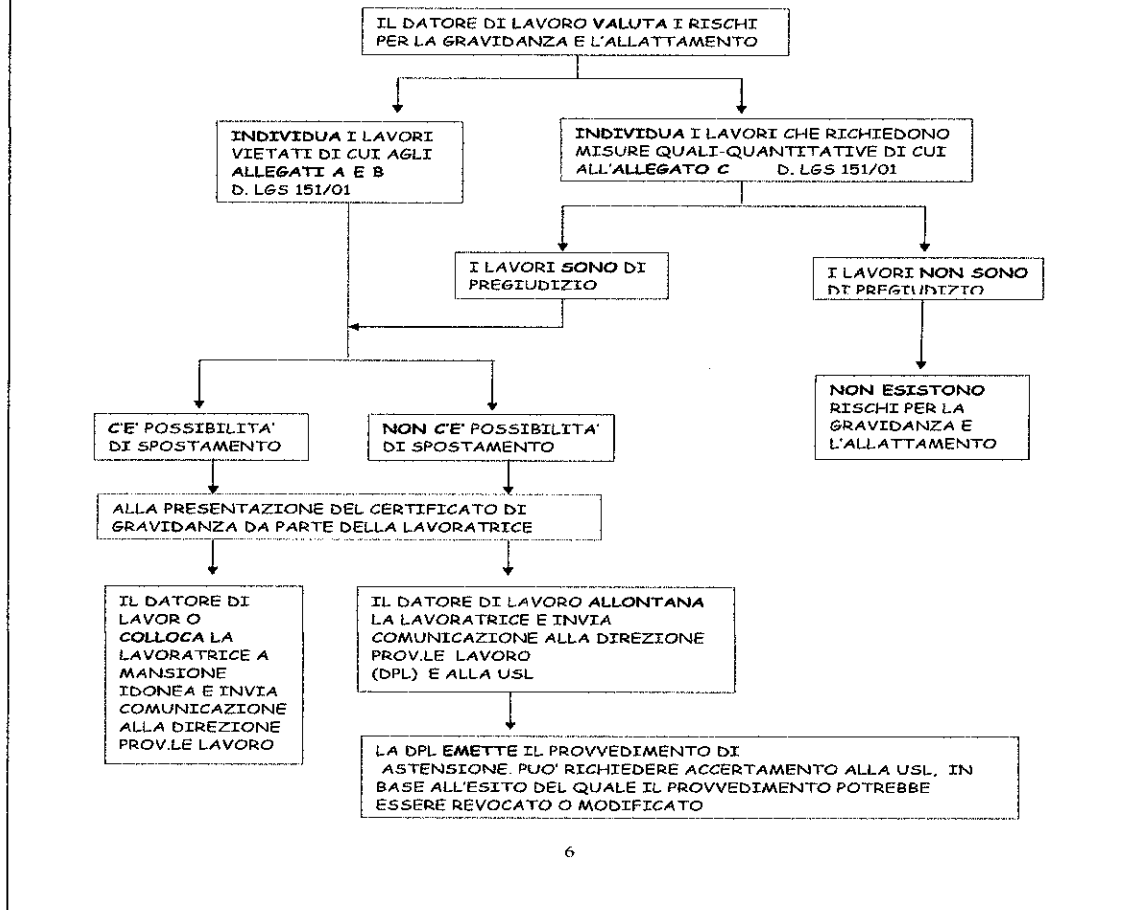 IL DATORE DI LAVORO VALUTA I RISCHI
PER LA GRAVIDANZA E L'ALLATTAMENTO
INDIVIDUA I LAVORI
VIETATI DI CUI AGLI
ALLEGATI A E B
D. LGS 151/01
INDIVIDUA I LAVORI CHE RICHIEDONO
MISURE QUALI-QUANTITATIVE DI CUI
ALL'ALLEGATO C D. LGS 151/01
I LAVORI SONO DI
PREGIUDIZIO
I LAVORI NON SONO
DI PREGIUDIZIO
NON ESISTONO
RISCHI PER LA
GRAVIDANZA E
L'ALLATTAMENTO
C'E' POSSIBILITA'
DI SPOSTAMENTO
NON C'E' POSSIBILITA'
DI SPOSTAMENTO
ALLA PRESENTAZIONE DEL CERTIFICATO DI
GRAVIDANZA DA PARTE DELLA LAVORATRICE
IL DATORE DI
LAVOR O
COLLOCA LA
LAVORATRICE A
MANSIONE
IDONEA E INVIA
COMUNICAZIONE
ALLA DIREZIONE
PROV.LE LAVORO
IL DATORE DI LAVORO ALLONTANA
LA LAVORATRICE E INVIA
COMUNICAZIONE ALLA DIREZIONE
PROV.LE LAVORO
(DPL) E ALLA USL
LA DPL EMETTE IL PROVVEDIMENTO DI
ASTENSIONE. PUO' RICHIEDERE ACCERTAMENTO ALLA USL, IN
BASE ALL'ESITO DEL QUALE IL PROVVEDIMENTO POTREBBE
ESSERE REVOCATO O MODIFICATO
6